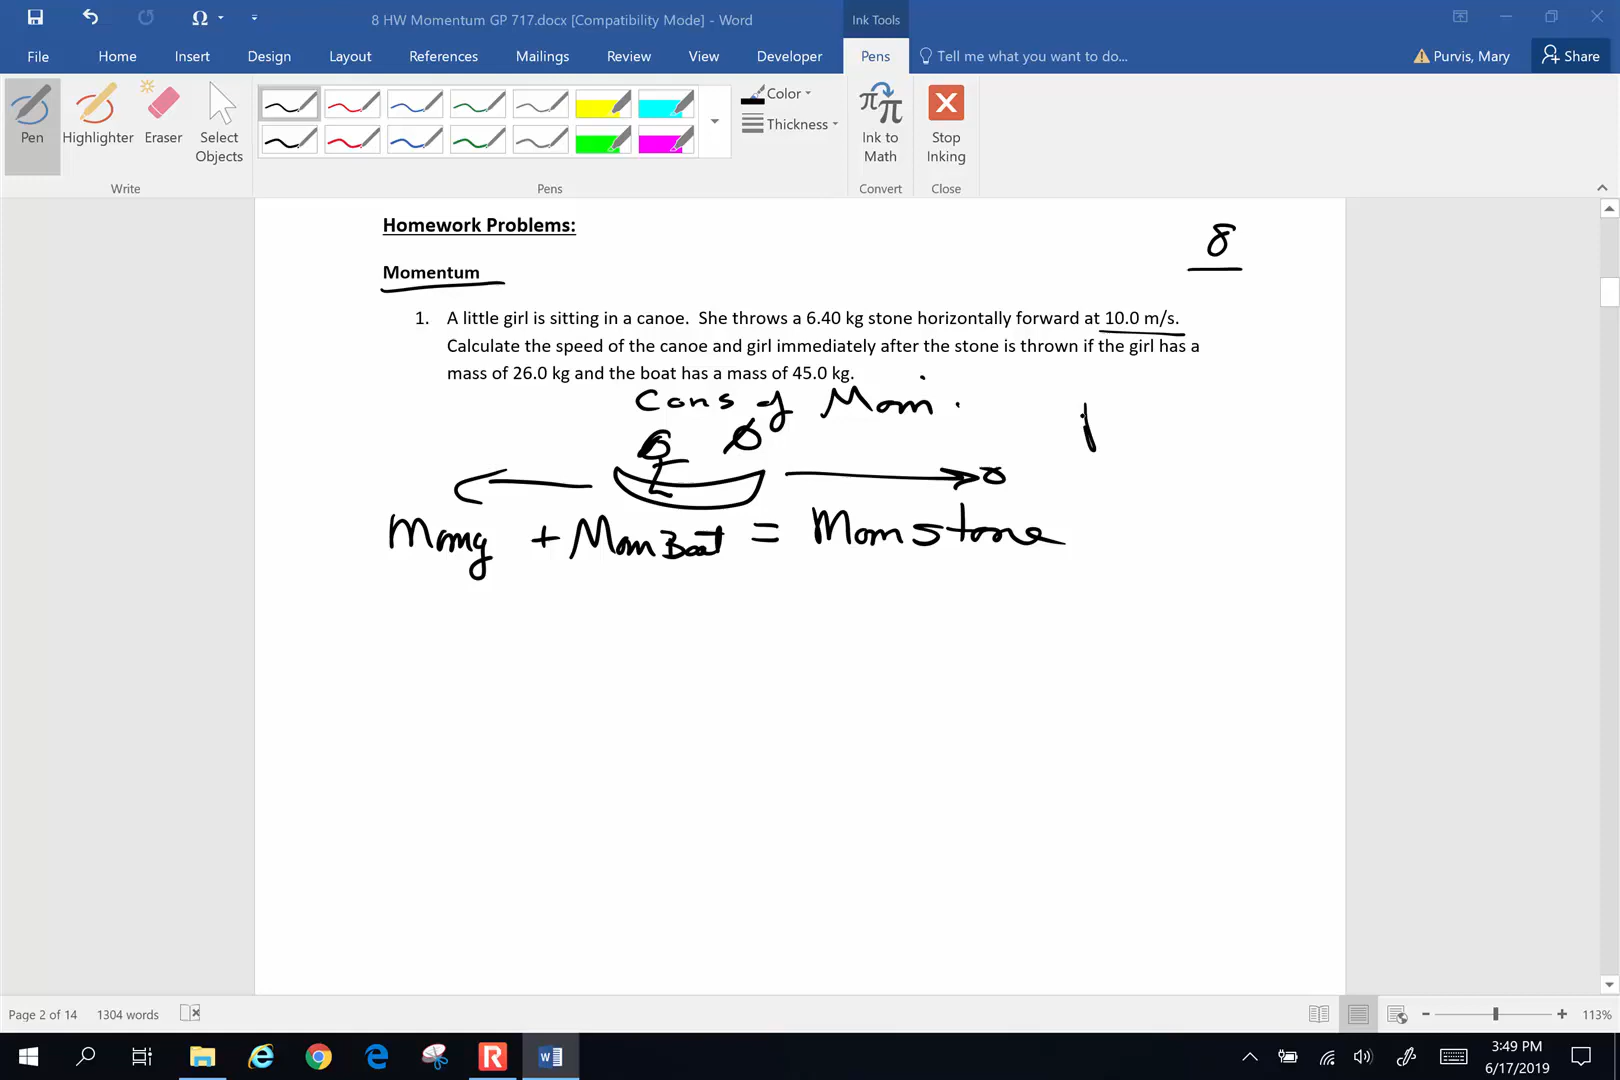 8 HW Momentum GP 717.docx [Compatibility Mode] - Word
Ink Tools
File Home Insert Design Layout References Mailings Review View Developer Pens Tell me what you want to do... Purvis, Mary Share
Pen Highlighter Eraser Select Objects
Color
Thickness
Ink to Math
Stop Inking
Write Pens Convert Close
Homework Problems:
8
Momentum
1. A little girl is sitting in a canoe. She throws a 6.40 kg stone horizontally forward at 10.0 m/s.
Calculate the speed of the canoe and girl immediately after the stone is thrown if the girl has a
mass of 26.0 kg and the boat has a mass of 45.0 kg.
Cons of Mom.
Momg + Mom Boat = Mom stone
Page 2 of 14 1304 words 113%
3:49 PM
6/17/2019